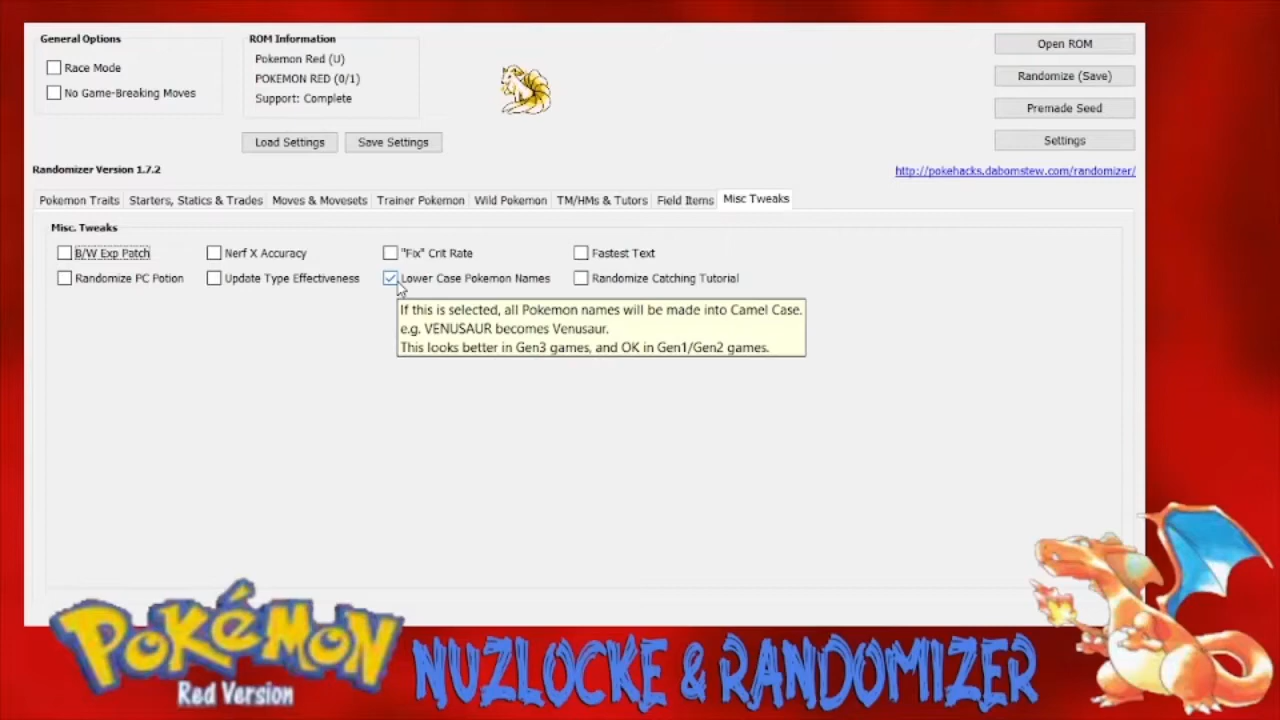 General Options
Race Mode
No Game-Breaking Moves
ROM Information
Pokemon Red (U)
POKEMON RED (0/1)
Support: Complete
Load Settings
Save Settings
Open ROM
Randomize (Save)
Premade Seed
Settings
Randomizer Version 1.7.2
http://pokehacks.dabomstew.com/randomizer/
Pokemon Traits
Starters, Statics & Trades
Moves & Movesets
Trainer Pokemon
Wild Pokemon
TM/HMs & Tutors
Field Items
Misc Tweaks
Misc. Tweaks
B/W Exp Patch
Nerf X Accuracy
"Fix" Crit Rate
Fastest Text
Randomize PC Potion
Update Type Effectiveness
Lower Case Pokemon Names
Randomize Catching Tutorial
If this is selected, all Pokemon names will be made into Camel Case.
e.g. VENUSAUR becomes Venusaur.
This looks better in Gen3 games, and OK in Gen1/Gen2 games.
POKéMON
Red Version
NUZLOCKE & RANDOMIZER